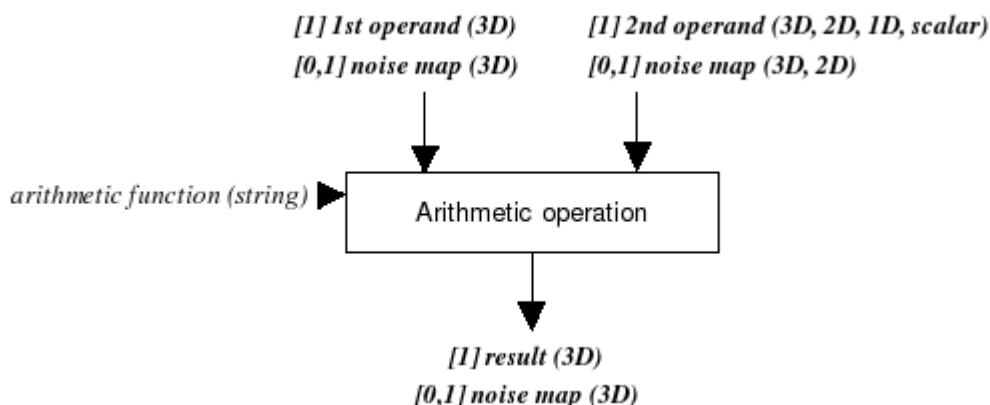 [1] 1st operand (3D)
[0,1] noise map (3D)
[1] 2nd operand (3D, 2D, 1D, scalar)
[0,1] noise map (3D, 2D)
arithmetic function (string)
Arithmetic operation
[1] result (3D)
[0,1] noise map (3D)